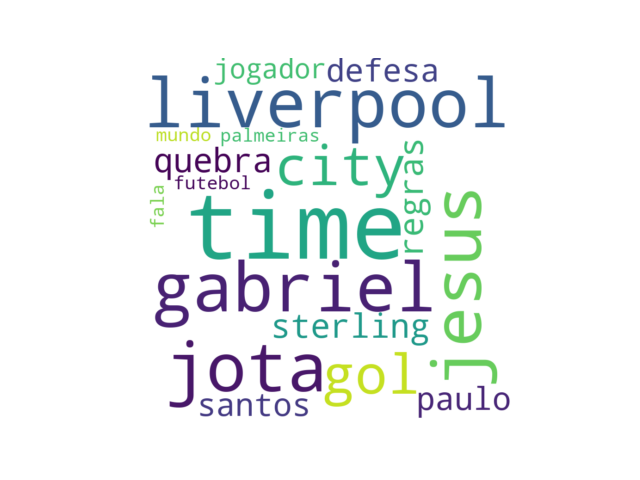 jogador defesa
liverpool
mundo palmeiras
quebra city regras
futebol
fala time jesus
gabriel
sterling
jota gol
santos paulo